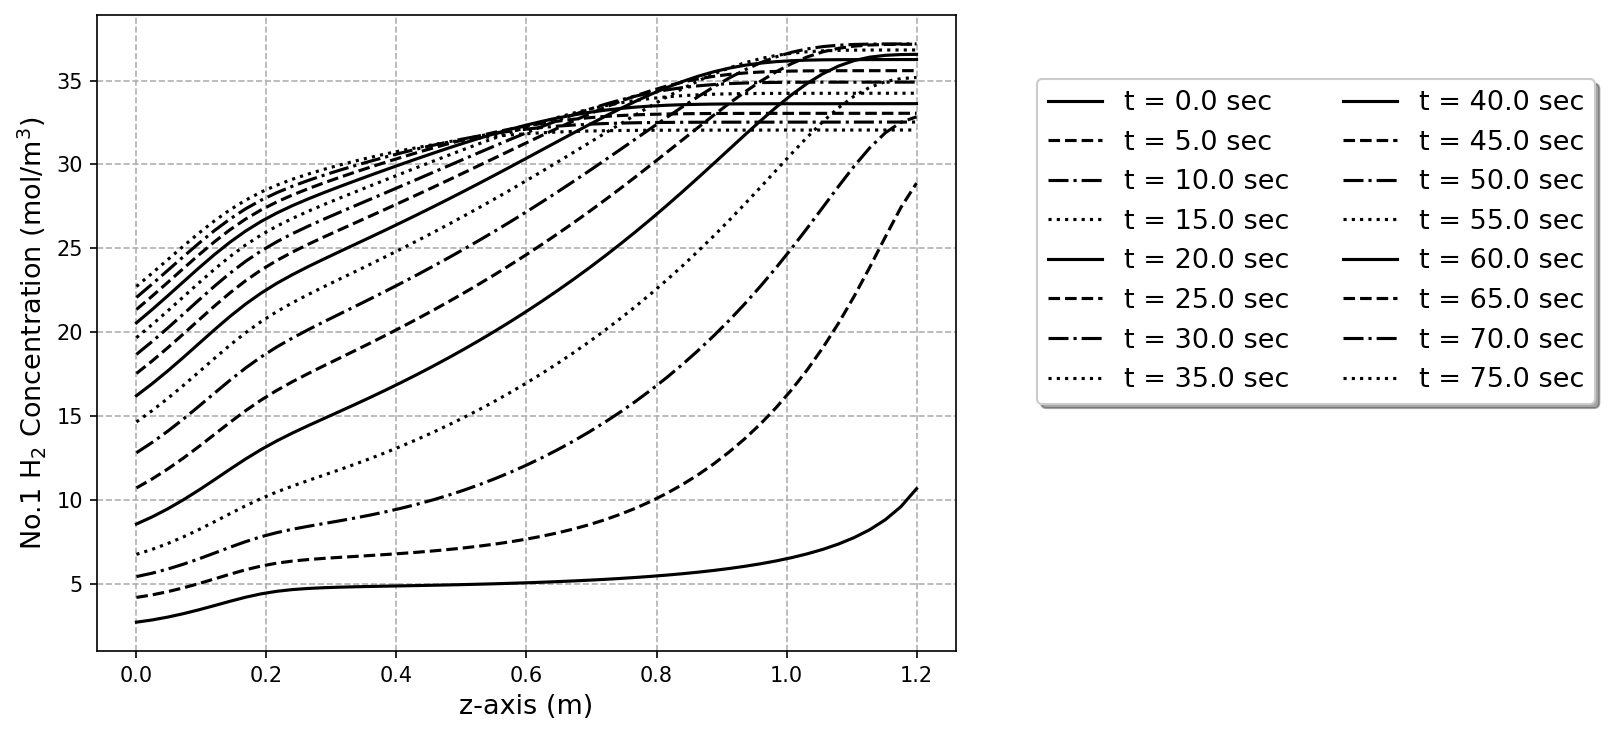 No.1 H₂ Concentration (mol/m³)
35
30
25
20
15
10
5
0.0 0.2 0.4 0.6 0.8 1.0 1.2
z-axis (m)
t = 0.0 sec
t = 5.0 sec
t = 10.0 sec
t = 15.0 sec
t = 20.0 sec
t = 25.0 sec
t = 30.0 sec
t = 35.0 sec
t = 40.0 sec
t = 45.0 sec
t = 50.0 sec
t = 55.0 sec
t = 60.0 sec
t = 65.0 sec
t = 70.0 sec
t = 75.0 sec